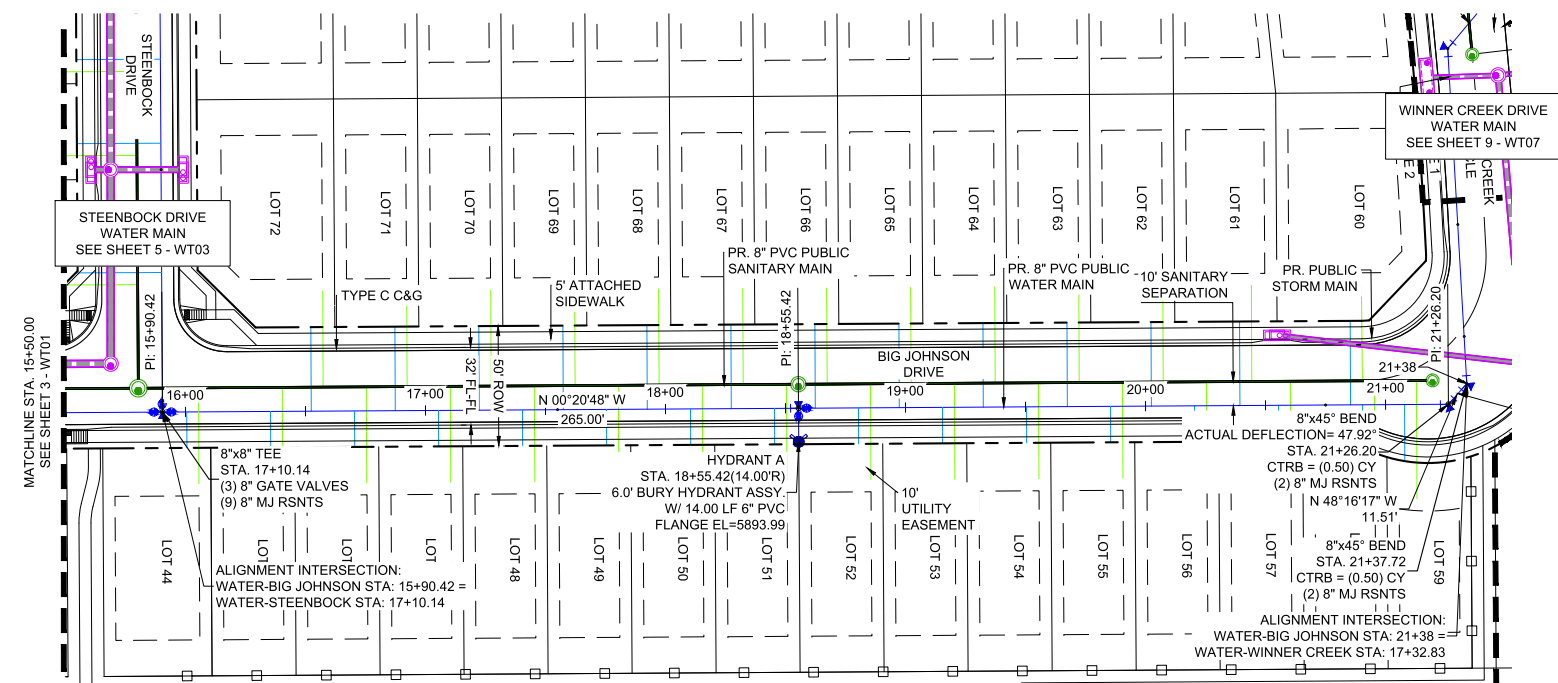 STEENBOCK
DRIVE
STEENBOCK DRIVE
WATER MAIN
SEE SHEET 5 - WT03
WINNER CREEK DRIVE
WATER MAIN
SEE SHEET 9 - WT07
CREEK
LOT 72
LOT 71
LOT 70
LOT 69
LOT 68
LOT 67
LOT 66
LOT 65
LOT 64
LOT 63
LOT 62
LOT 61
LOT 60
MATCHLINE STA. 15+50.00
SEE SHEET 3 - WT01
PI: 15+90.42
TYPE C C&G
5' ATTACHED
SIDEWALK
PR. 8" PVC PUBLIC
SANITARY MAIN
PI: 18+55.42
PR. 8" PVC PUBLIC
WATER MAIN
10' SANITARY
SEPARATION
PR. PUBLIC
STORM MAIN
PI: 21+26.20
32' FL-FL
50' ROW
BIG JOHNSON
DRIVE
21+38
16+00
17+00
18+00
19+00
20+00
21+00
N 00°20'48" W
265.00'
8"x8" TEE
STA. 17+10.14
(3) 8" GATE VALVES
(9) 8" MJ RSNTS
HYDRANT A
STA. 18+55.42(14.00'R)
6.0' BURY HYDRANT ASSY.
W/ 14.00 LF 6" PVC
FLANGE EL=5893.99
10'
UTILITY
EASEMENT
8"x45° BEND
ACTUAL DEFLECTION= 47.92°
STA. 21+26.20
CTRB = (0.50) CY
(2) 8" MJ RSNTS
N 48°16'17" W
11.51'
8"x45° BEND
STA. 21+37.72
CTRB = (0.50) CY
(2) 8" MJ RSNTS
ALIGNMENT INTERSECTION:
WATER-BIG JOHNSON STA: 15+90.42 =
WATER-STEENBOCK STA: 17+10.14
ALIGNMENT INTERSECTION:
WATER-BIG JOHNSON STA: 21+38 =
WATER-WINNER CREEK STA: 17+32.83
LOT 44
LOT
LOT
LOT 48
LOT 49
LOT 50
LOT 51
LOT 52
LOT 53
LOT 54
LOT 55
LOT 56
LOT 57
LOT 59